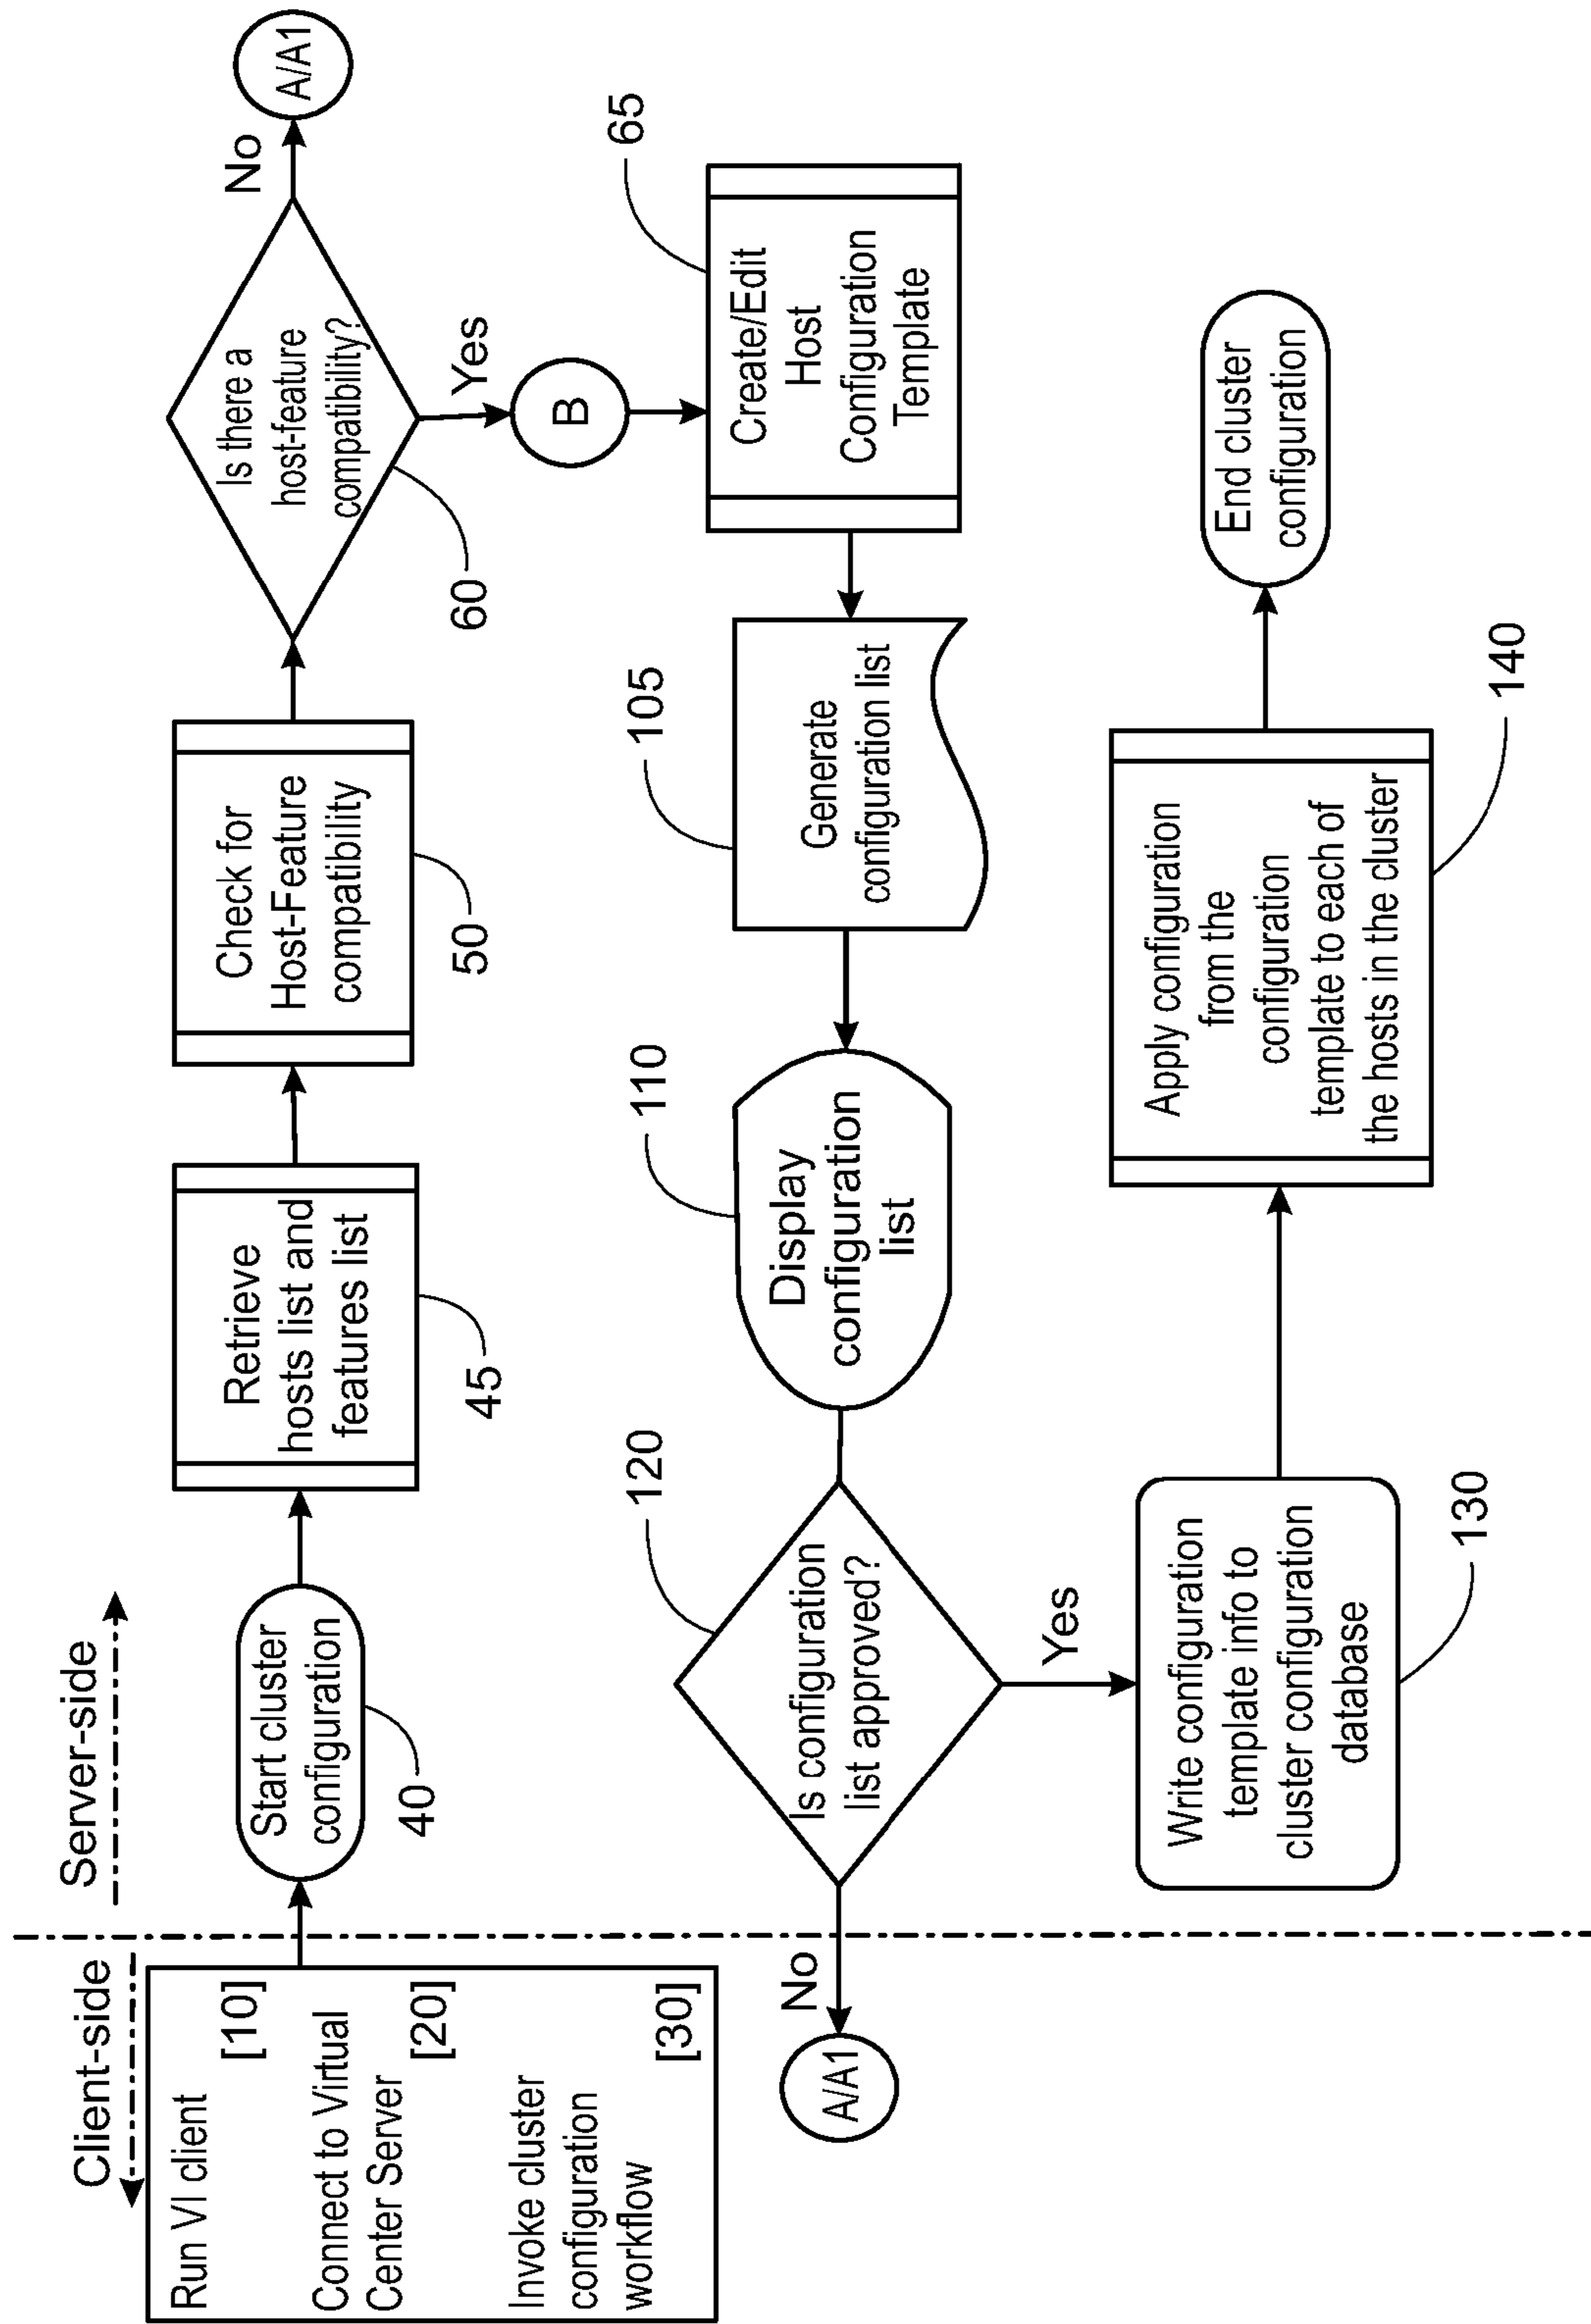 Client-side
Server-side
Run VI client
[10]
Connect to Virtual
Center Server
[20]
Invoke cluster
configuration
workflow
[30]
Start cluster
configuration
40
Retrieve
hosts list and
features list
45
Check for
Host-Feature
compatibility
50
Is there a
host-feature
compatibility?
60
No
A/A1
Yes
B
Create/Edit
Host
Configuration
Template
65
Generate
configuration list
105
Display
configuration
list
110
Is configuration
list approved?
120
No
A/A1
Yes
Write configuration
template info to
cluster configuration
database
130
Apply configuration
from the
configuration
template to each of
the hosts in the cluster
140
End cluster
configuration